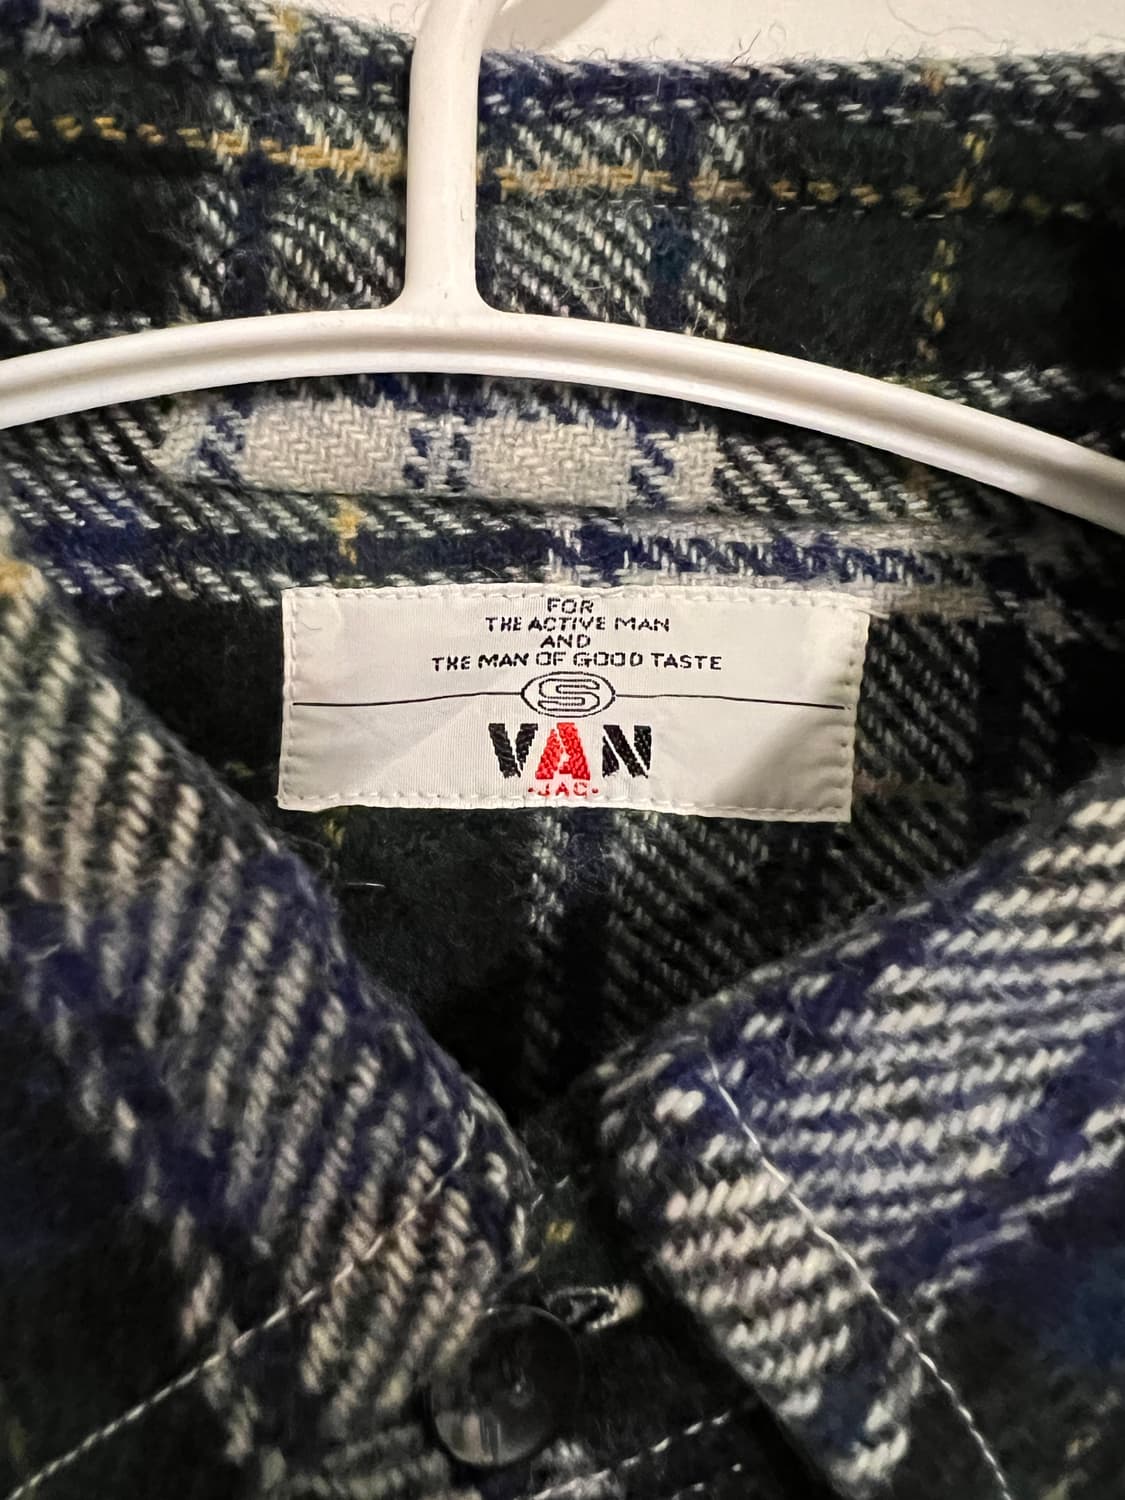 FOR
THE ACTIVE MAN
AND
THE MAN OF GOOD TASTE
S
VAN
·JAC·